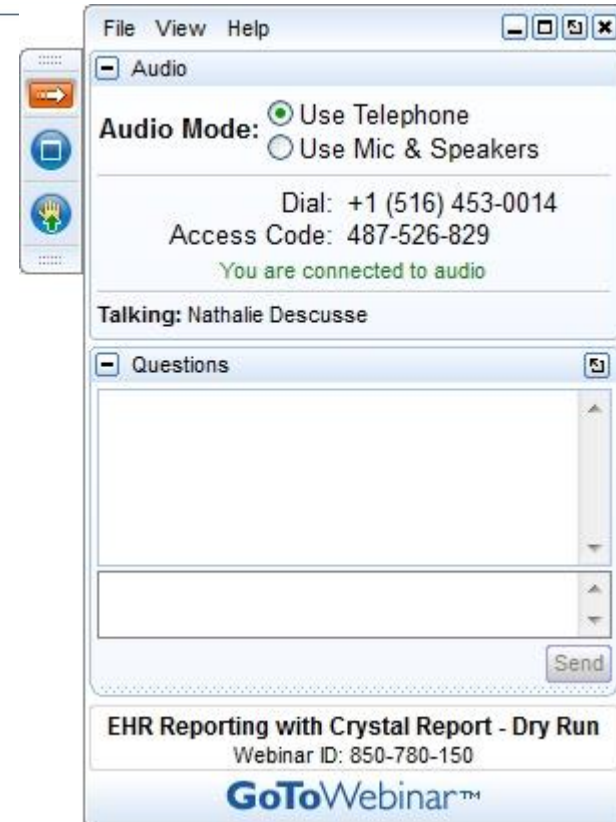 File View Help
Audio
Audio Mode: Use Telephone
Use Mic & Speakers
Dial: +1 (516) 453-0014
Access Code: 487-526-829
You are connected to audio
Talking: Nathalie Descusse
Questions
Send
EHR Reporting with Crystal Report - Dry Run
Webinar ID: 850-780-150
GoToWebinar™